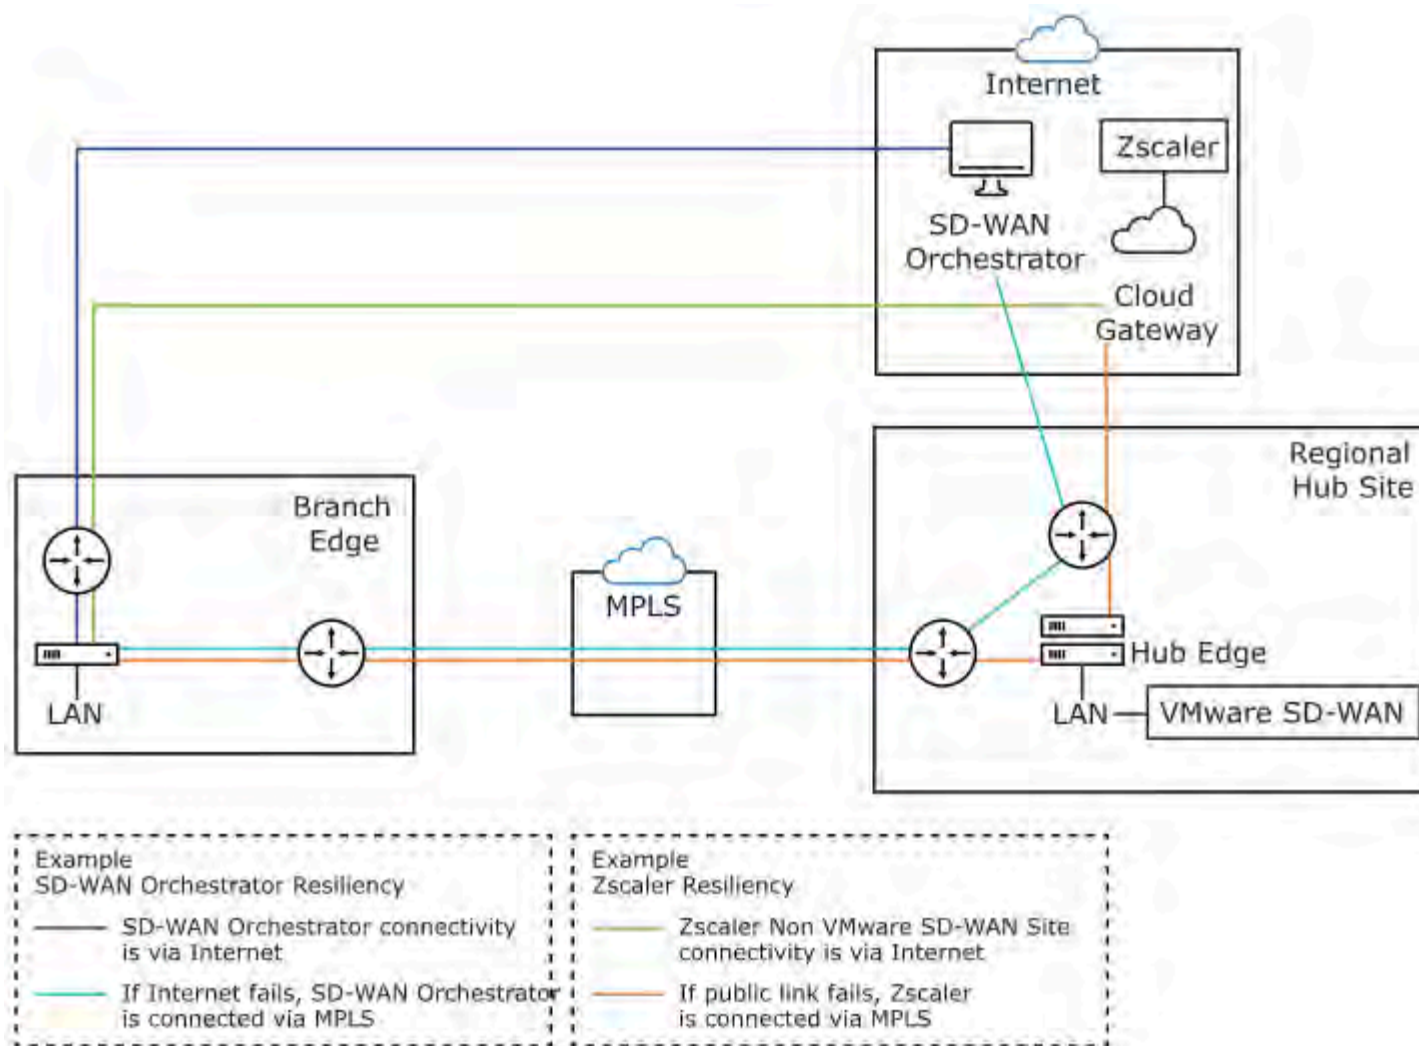 Internet
Zscaler
SD-WAN
Orchestrator
Cloud
Gateway
Regional
Hub Site
Branch
Edge
MPLS
Hub Edge
LAN
LAN
VMware SD-WAN
Example
SD-WAN Orchestrator Resiliency
SD-WAN Orchestrator connectivity
is via Internet
If Internet fails, SD-WAN Orchestrator
is connected via MPLS
Example
Zscaler Resiliency
Zscaler Non VMware SD-WAN Site
connectivity is via Internet
If public link fails, Zscaler
is connected via MPLS